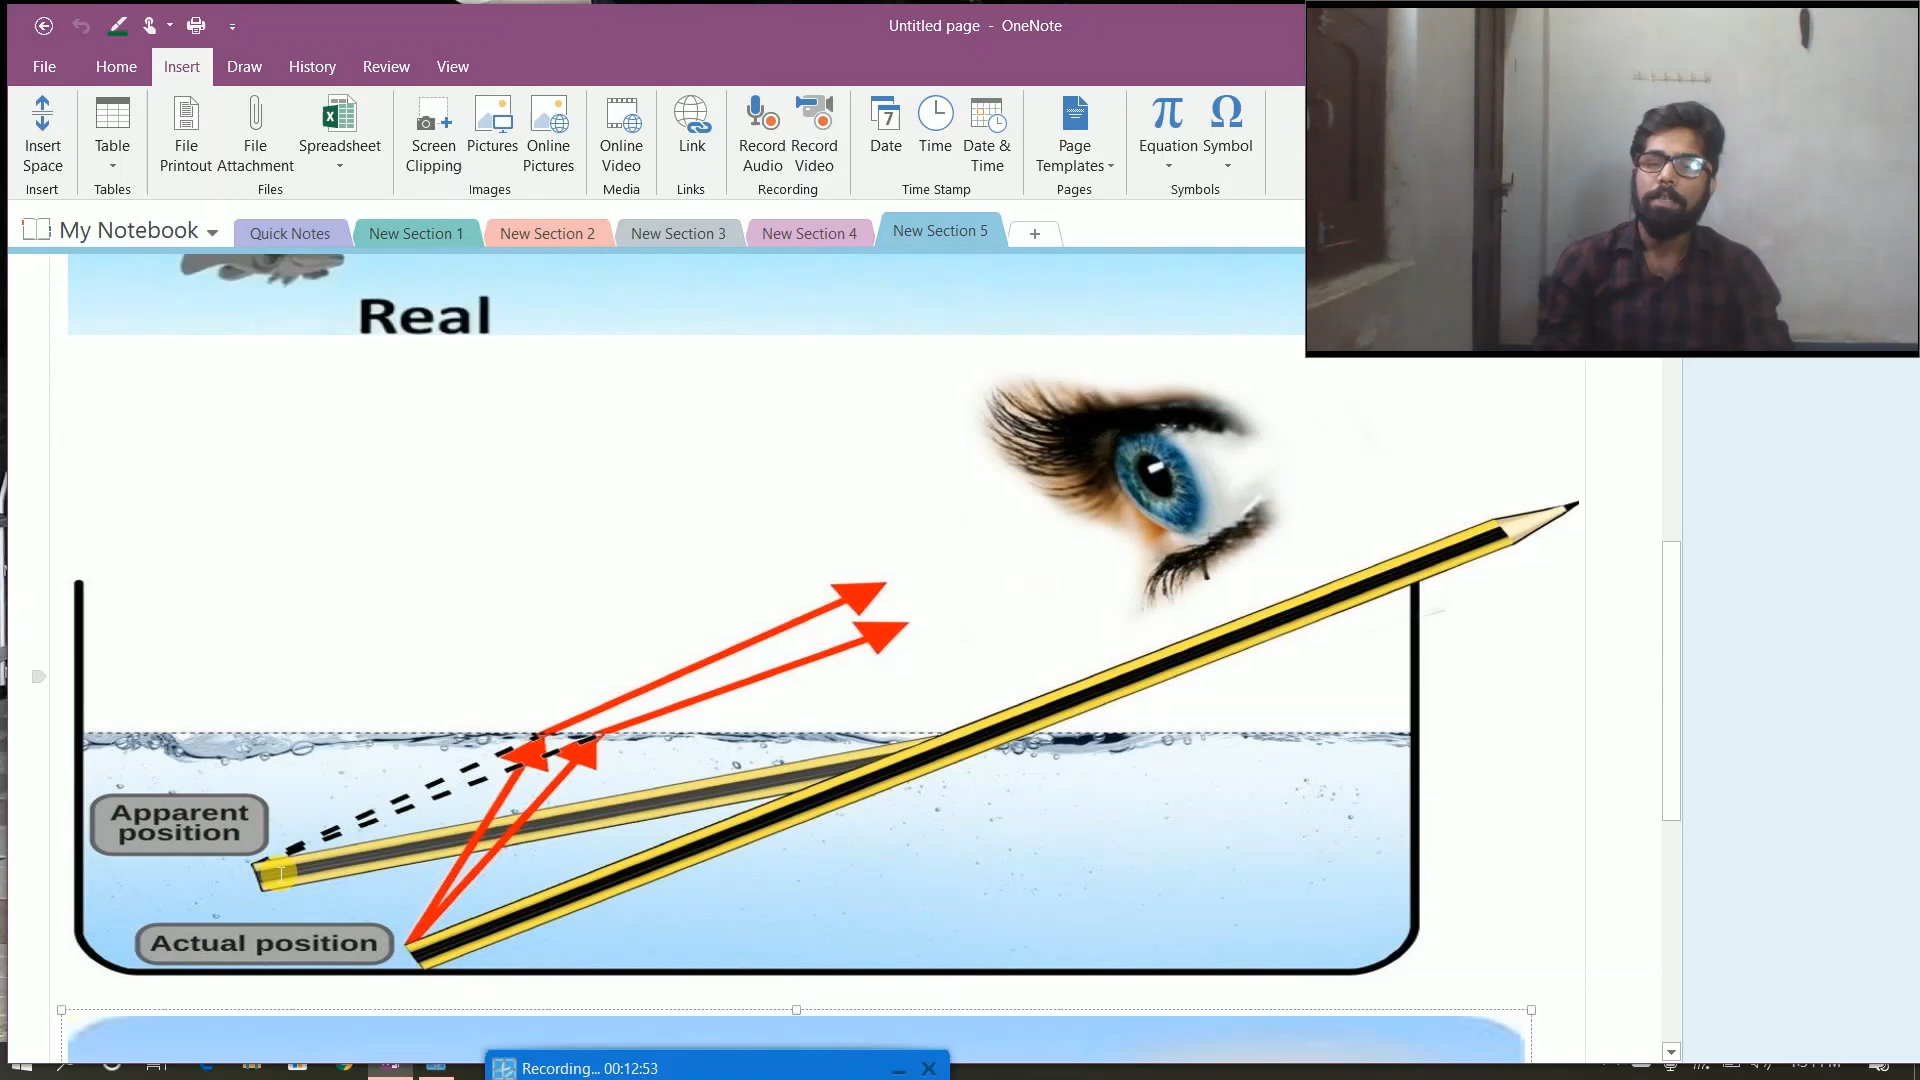 Untitled page - OneNote
File Home Insert Draw History Review View
Insert Space
Table
File Printout
File Attachment
Spreadsheet
Screen Clipping
Pictures
Online Pictures
Online Video
Link
Record Audio
Record Video
7
Date
Time
Date & Time
Page Templates
π
Equation
Ω
Symbol
Insert Tables Files Images Media Links Recording Time Stamp Pages Symbols
My Notebook Quick Notes New Section 1 New Section 2 New Section 3 New Section 4 New Section 5 +
Real
Apparent
position
Actual position
Recording... 00:12:53